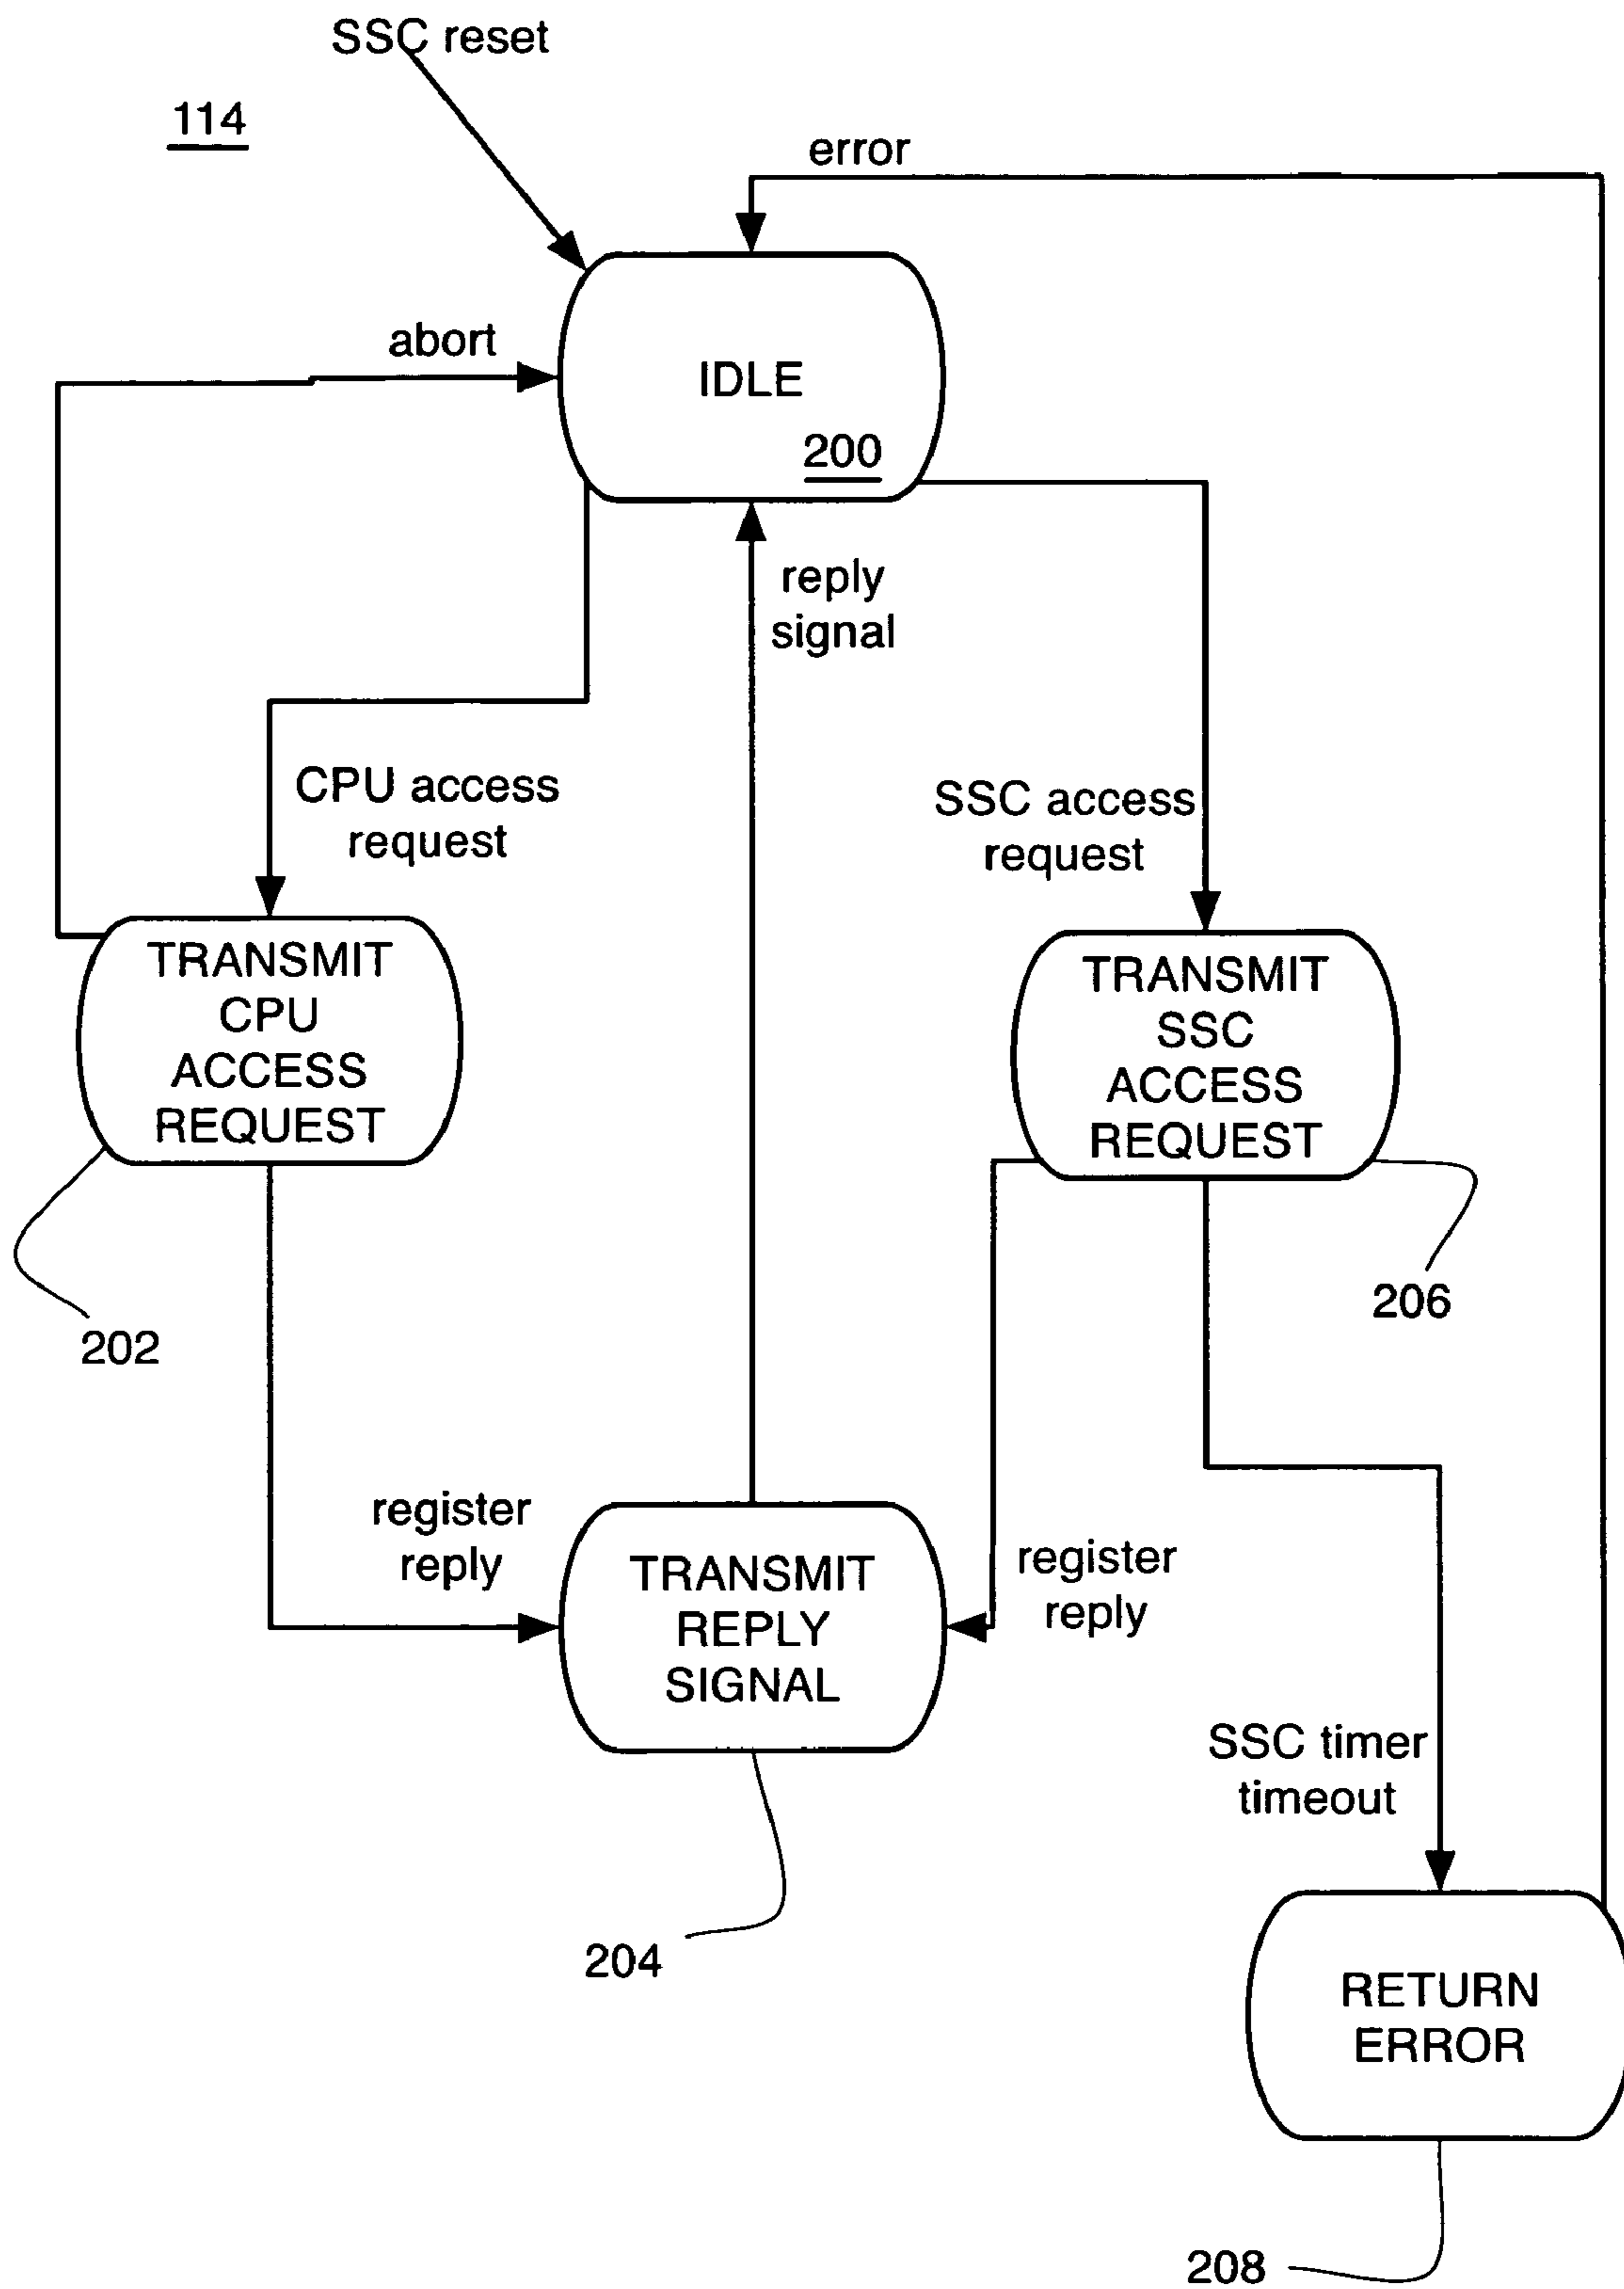 SSC reset
114
error
abort
IDLE
200
reply
signal
CPU access
request
SSC access
request
TRANSMIT
CPU
ACCESS
REQUEST
TRANSMIT
SSC
ACCESS
REQUEST
202
206
register
reply
TRANSMIT
REPLY
SIGNAL
register
reply
SSC timer
timeout
204
RETURN
ERROR
208